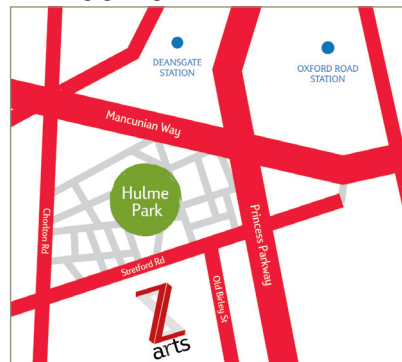 DEANSGATE
STATION
OXFORD ROAD
STATION
Mancunian Way
Hulme
Park
Chorlton Rd
Princess Parkway
Stretford Rd
Old Birley St
Z
arts